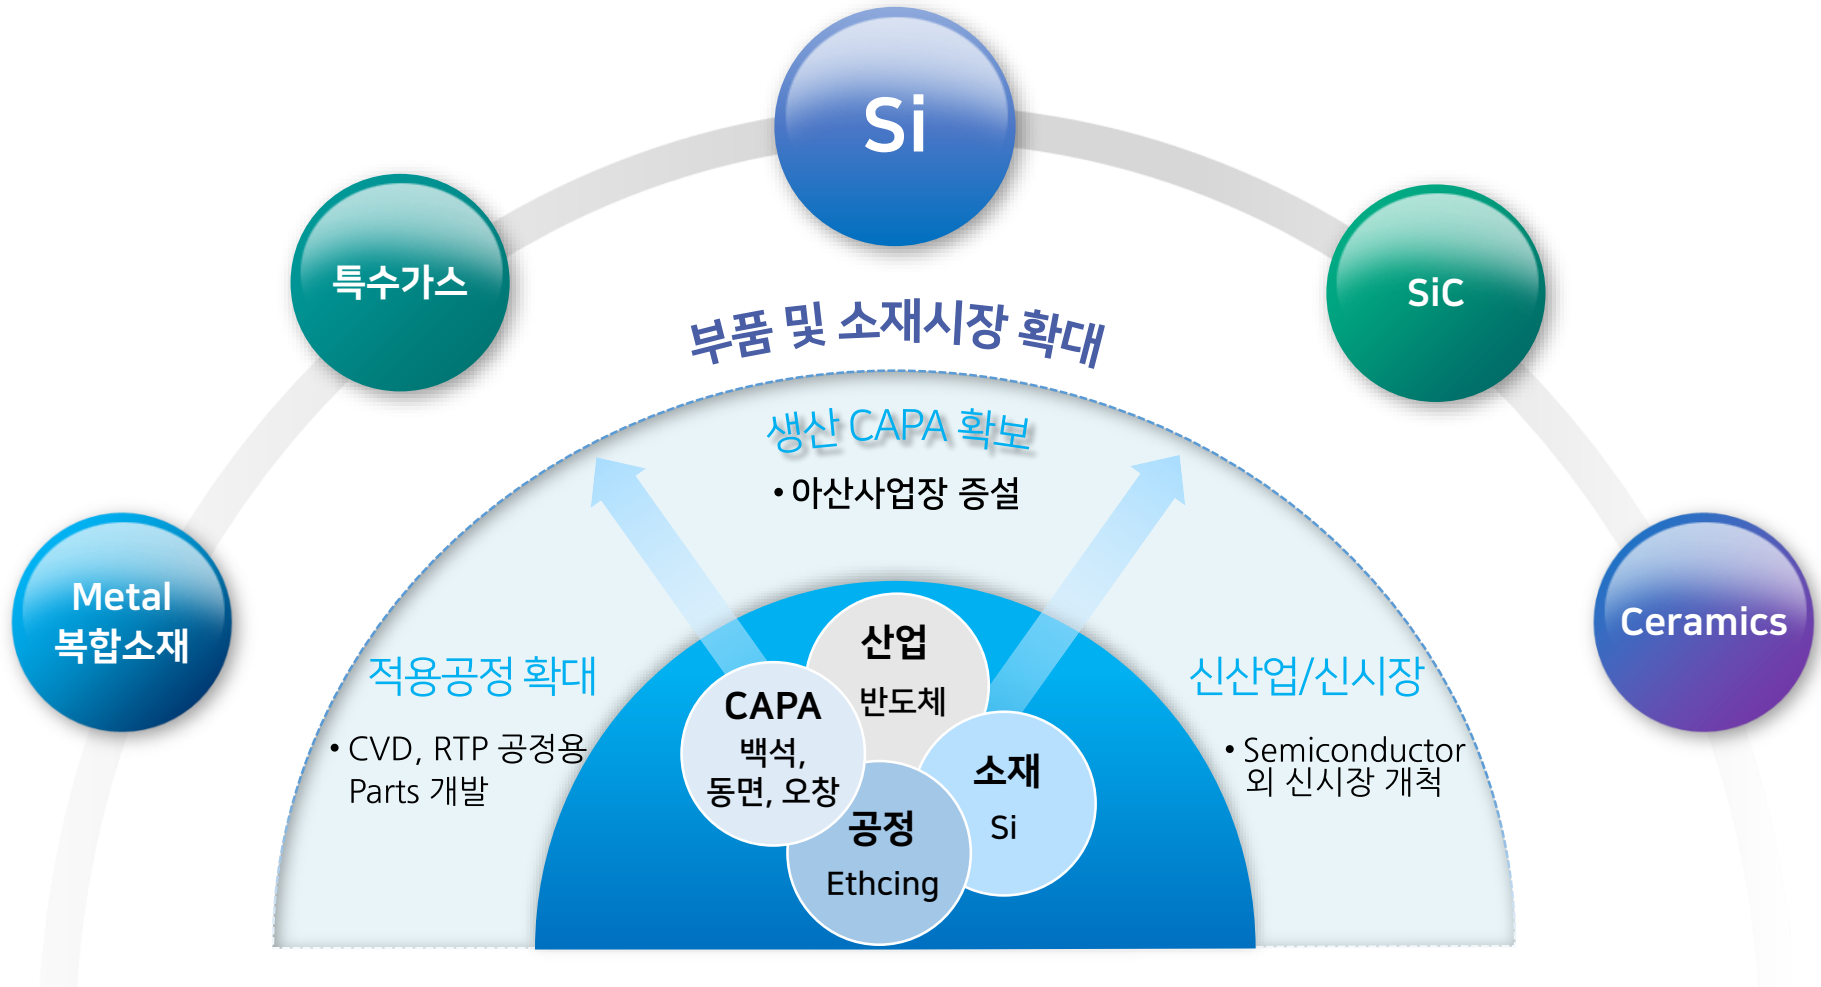 Si
특수가스
SiC
부품 및 소재시장 확대
생산 CAPA 확보
• 아산사업장 증설
Metal
복합소재
Ceramics
적용공정 확대
• CVD, RTP 공정용
Parts 개발
신산업/신시장
• Semiconductor
외 신시장 개척
산업
반도체
CAPA
백석,
동면, 오창
소재
Si
공정
Ethcing